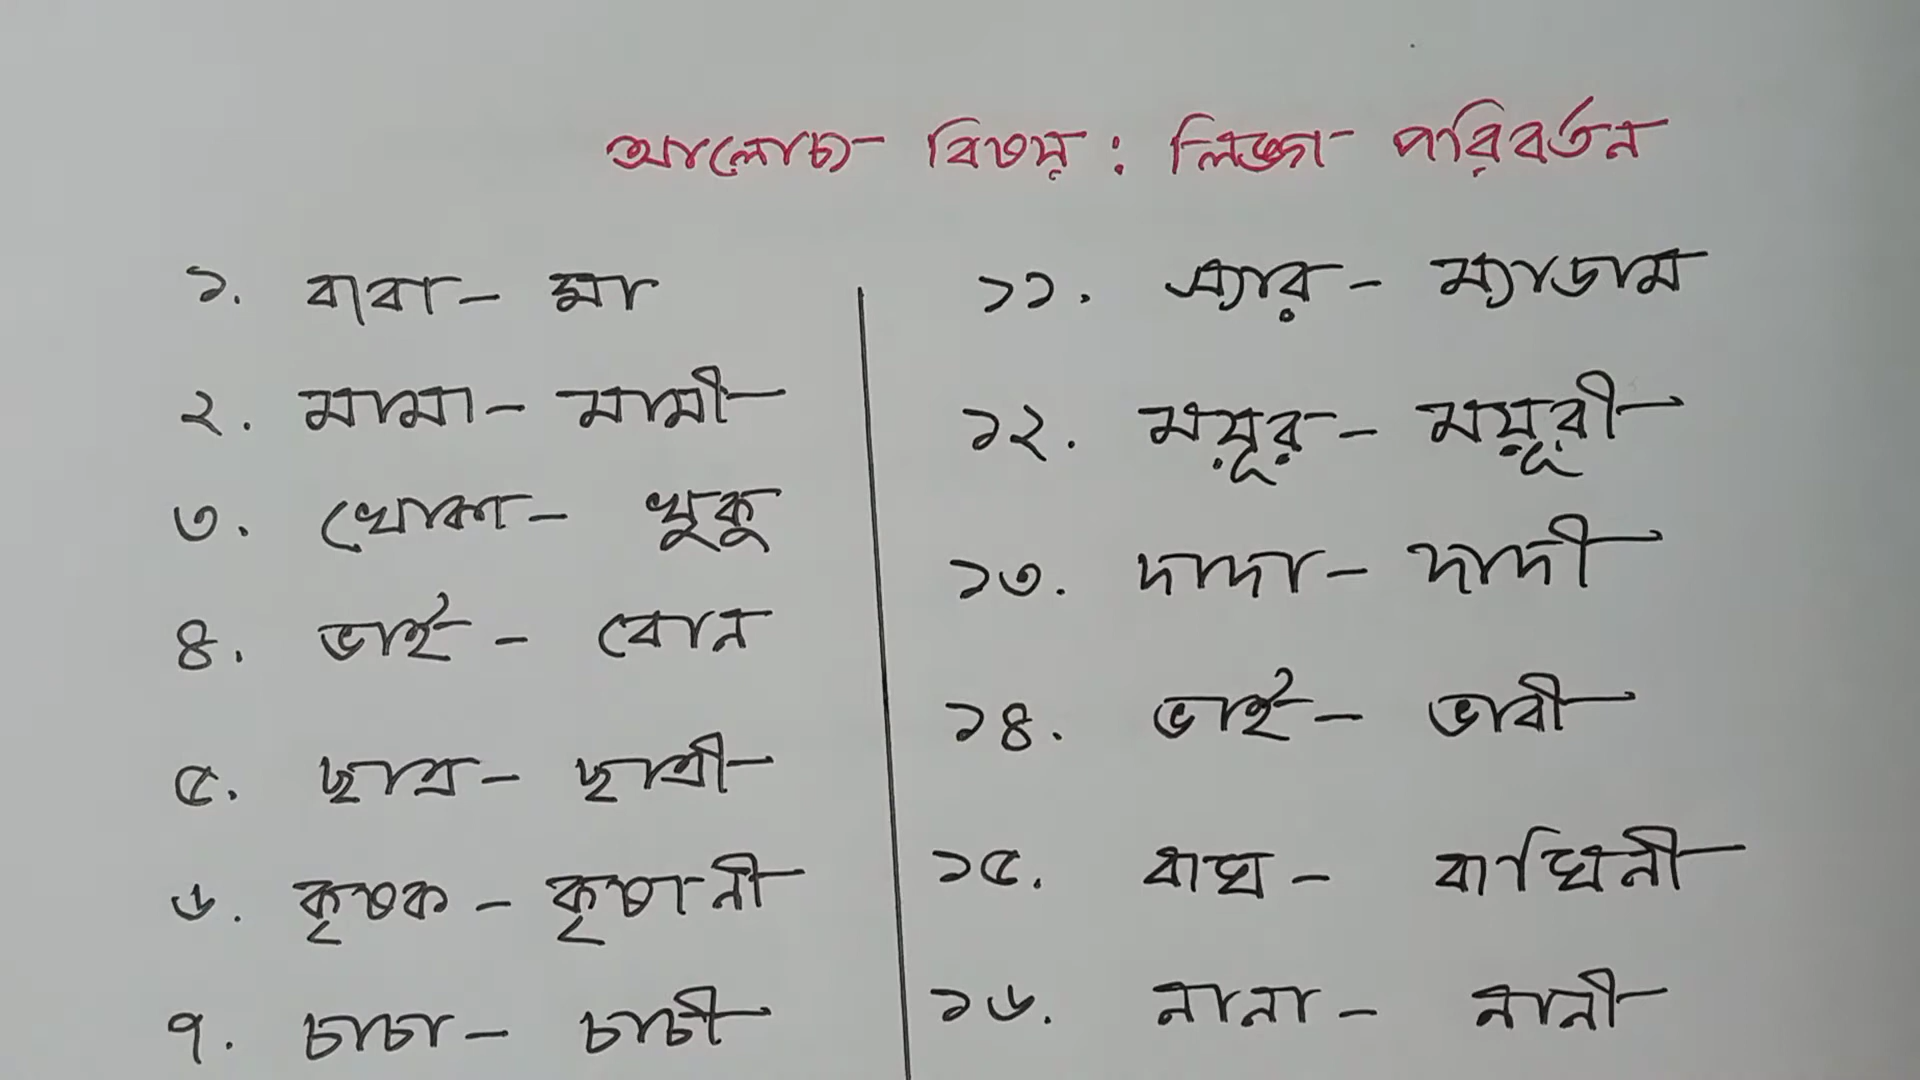 আলোচ্য বিষয় : লিঙ্গ পরিবর্তন
১. বাবা - মা
২. মামা - মামী
৩. খোকা - খুকু
৪. ভাই - বোন
৫. ছাত্র - ছাত্রী
৬. কৃষক - কৃষাণী
৭. চাচা - চাচী
১১. স্যার - ম্যাডাম
১২. ময়ূর - ময়ূরী
১৩. দাদা - দাদী
১৪. ভাই - ভাবী
১৫. বাঘ - বাঘিনী
১৬. নানা - নানী